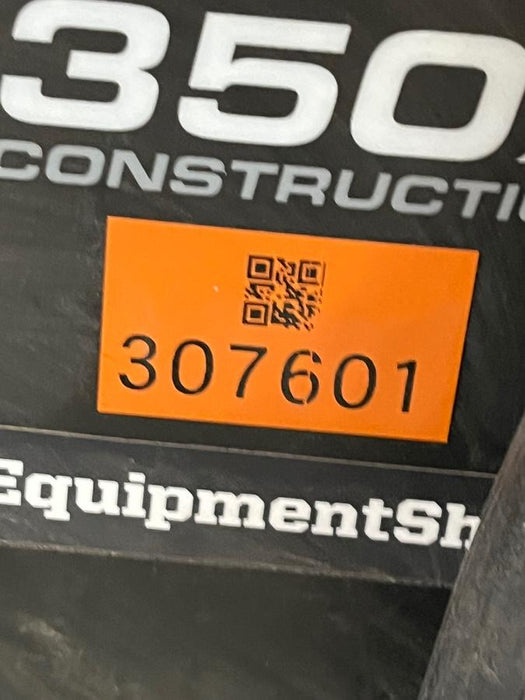 350
CONSTRUCTI
307601
EquipmentSh